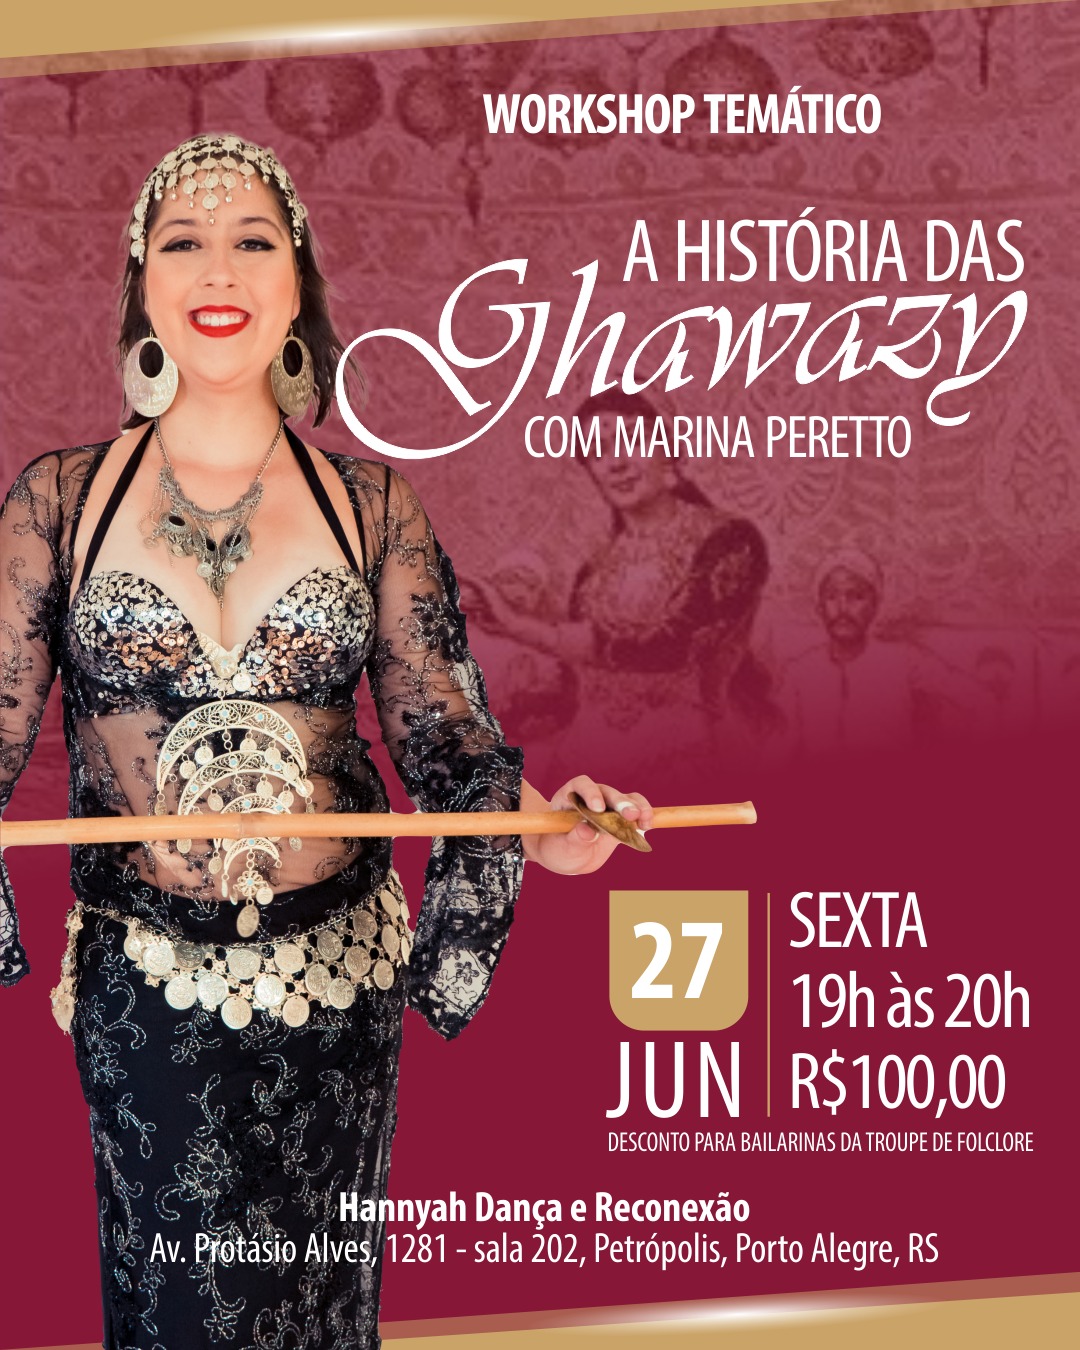 WORKSHOP TEMÁTICO
A HISTÓRIA DAS
Ghawazy
COM MARINA PERETTO
27
JUN
SEXTA
19h às 20h
R$100,00
DESCONTO PARA BAILARINAS DA TROUPE DE FOLCLORE
Hannyah Dança e Reconexão
Av. Protásio Alves, 1281 - sala 202, Petrópolis, Porto Alegre, RS